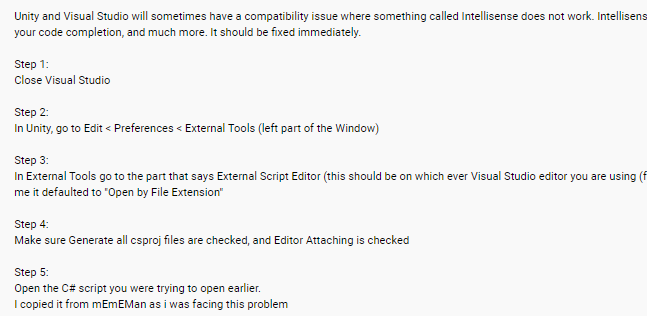 Unity and Visual Studio will sometimes have a compatibility issue where something called Intellisense does not work. Intellisens
your code completion, and much more. It should be fixed immediately.
Step 1:
Close Visual Studio
Step 2:
In Unity, go to Edit < Preferences < External Tools (left part of the Window)
Step 3:
In External Tools go to the part that says External Script Editor (this should be on which ever Visual Studio editor you are using (f
me it defaulted to "Open by File Extension"
Step 4:
Make sure Generate all csproj files are checked, and Editor Attaching is checked
Step 5:
Open the C# script you were trying to open earlier.
I copied it from mEmEMan as i was facing this problem